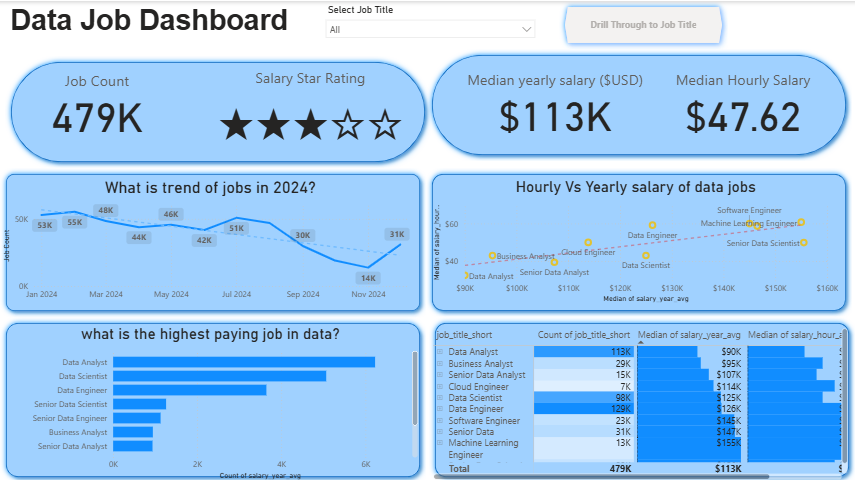 Data Job Dashboard
Select Job Title
All
Drill Through to Job Title
Job Count
479K
Salary Star Rating
★★★☆☆
Median yearly salary ($USD)
$113K
Median Hourly Salary
$47.62
What is trend of jobs in 2024?
Job Count
50K
0K
53K
55K
48K
44K
46K
42K
51K
30K
14K
31K
Jan 2024
Mar 2024
May 2024
Jul 2024
Sep 2024
Nov 2024
Hourly Vs Yearly salary of data jobs
Median of salary_hour...
$60
$40
Software Engineer
Machine Learning Engineer
Data Engineer
Senior Data Scientist
Cloud Engineer
Business Analyst
Data Scientist
Senior Data Analyst
Data Analyst
$90K
$100K
$110K
$120K
$130K
$140K
$150K
$160K
Median of salary_year_avg
what is the highest paying job in data?
Data Analyst
Data Scientist
Data Engineer
Senior Data Scientist
Senior Data Engineer
Business Analyst
Senior Data Analyst
0K
2K
4K
6K
Count of salary_year_avg
job_title_short Count of job_title_short Median of salary_year_avg Median of salary_hour_a
Data Analyst 113K $90K $
Business Analyst 29K $95K $
Senior Data Analyst 15K $107K $
Cloud Engineer 7K $114K $
Data Scientist 98K $125K $
Data Engineer 129K $126K $
Software Engineer 23K $145K $
Senior Data 31K $147K $
Machine Learning 13K $155K $
Engineer
Total 479K $113K $